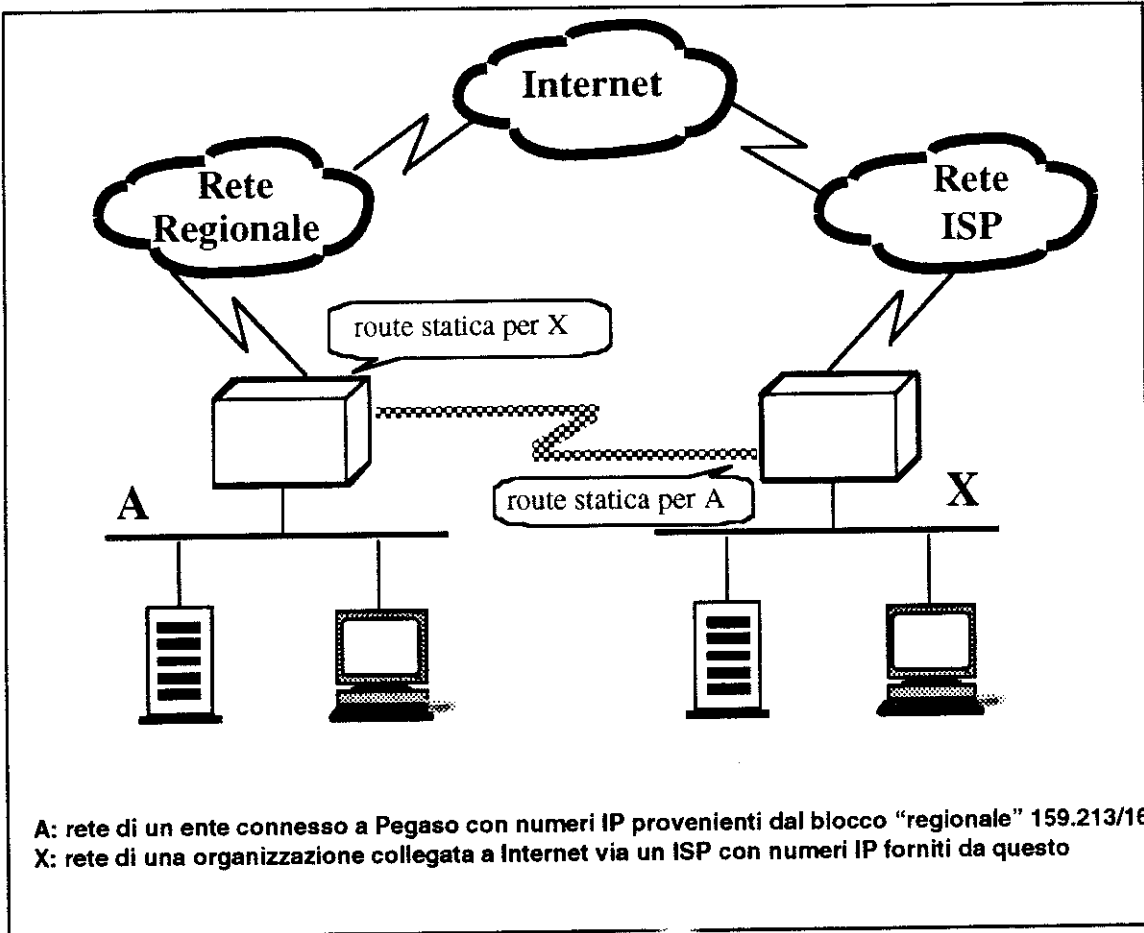 Internet
Rete
Regionale
Rete
ISP
route statica per X
route statica per A
A
X
A: rete di un ente connesso a Pegaso con numeri IP provenienti dal blocco “regionale” 159.213/16
X: rete di una organizzazione collegata a Internet via un ISP con numeri IP forniti da questo